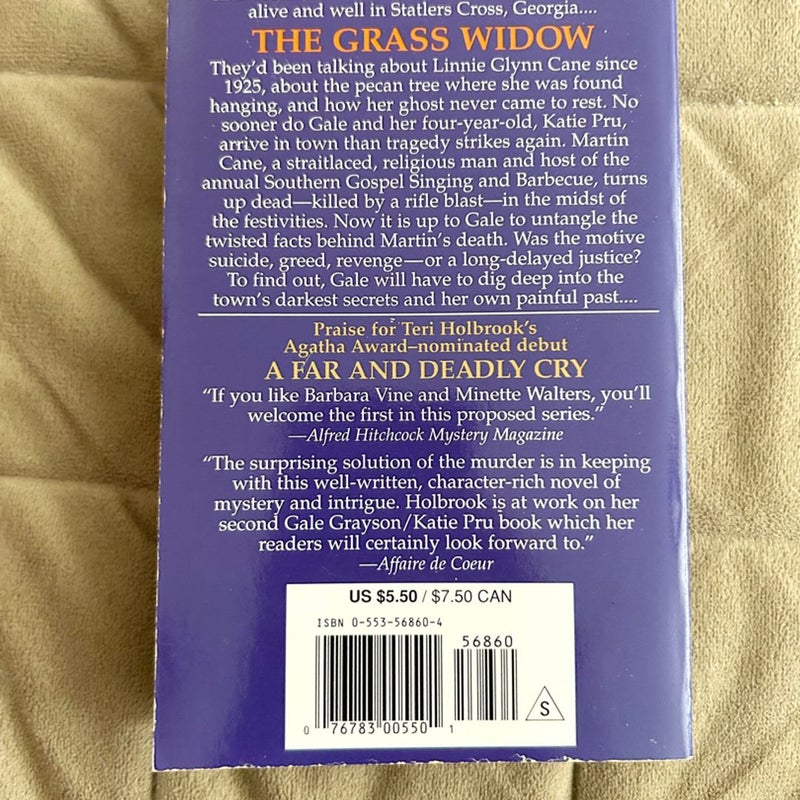 alive and well in Statlers Cross, Georgia....
THE GRASS WIDOW
They'd been talking about Linnie Glynn Cane since
1925, about the pecan tree where she was found
hanging, and how her ghost never came to rest. No
sooner do Gale and her four-year-old, Katie Pru,
arrive in town than tragedy strikes again. Martin
Cane, a straitlaced, religious man and host of the
annual Southern Gospel Singing and Barbecue, turns
up dead—killed by a rifle blast—in the midst of
the festivities. Now it is up to Gale to untangle the
twisted facts behind Martin's death. Was the motive
suicide, greed, revenge—or a long-delayed justice?
To find out, Gale will have to dig deep into the
town's darkest secrets and her own painful past....
Praise for Teri Holbrook's
Agatha Award–nominated debut
A FAR AND DEADLY CRY
"If you like Barbara Vine and Minette Walters, you'll
welcome the first in this proposed series."
—Alfred Hitchcock Mystery Magazine
"The surprising solution of the murder is in keeping
with this well-written, character-rich novel of
mystery and intrigue. Holbrook is at work on her
second Gale Grayson/Katie Pru book which her
readers will certainly look forward to."
—Affaire de Coeur
US $5.50 / $7.50 CAN
ISBN 0-553-56860-4
56860
S
0 76783 00550 1